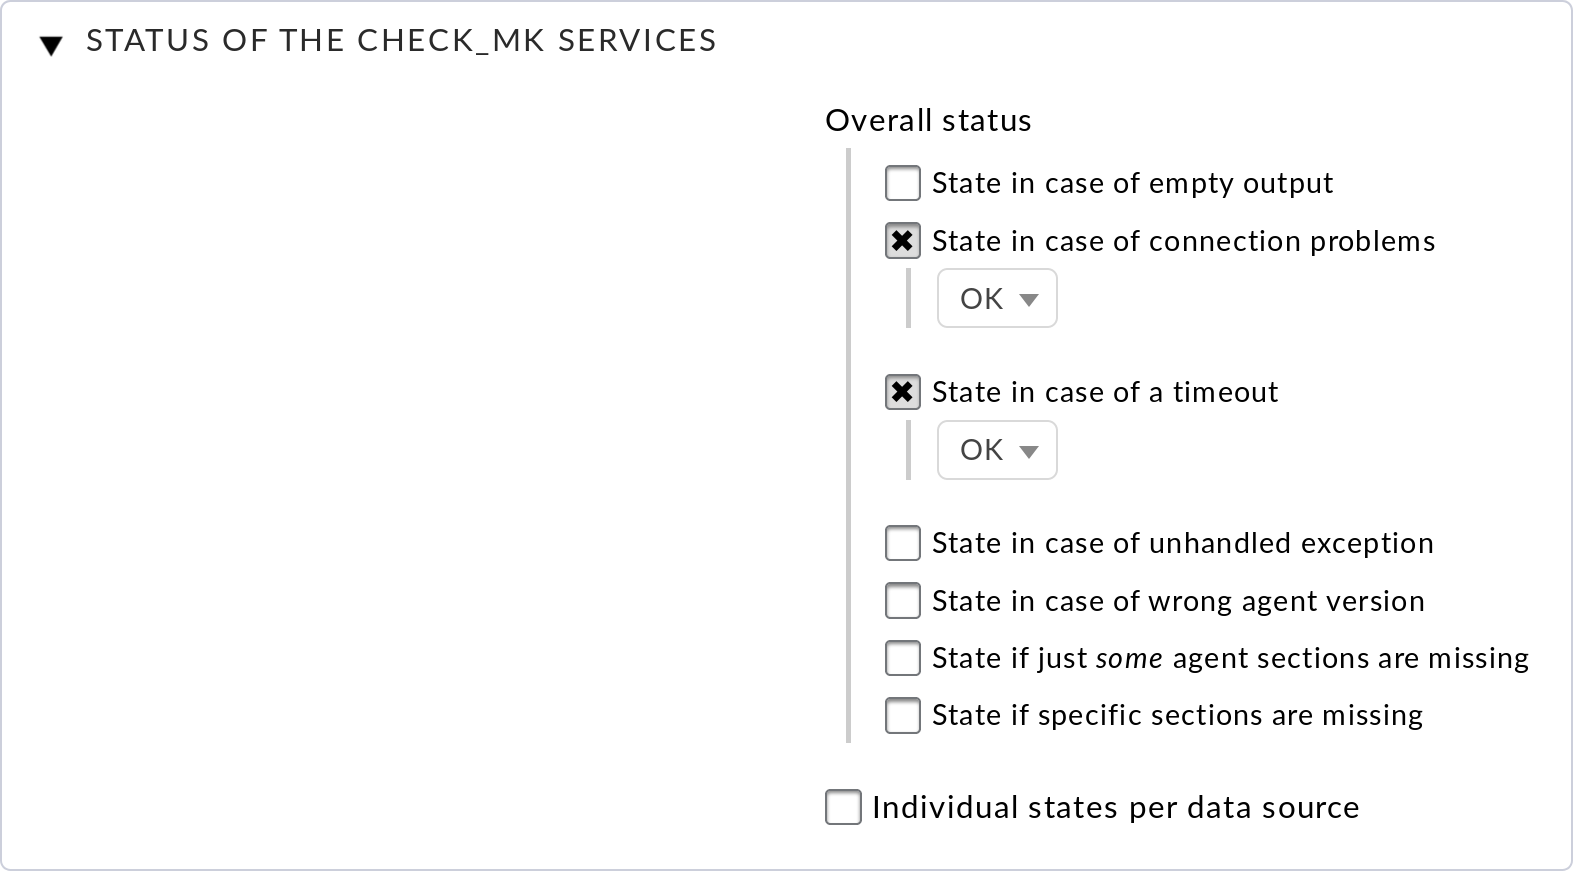 STATUS OF THE CHECK_MK SERVICES
Overall status
State in case of empty output
State in case of connection problems
OK
State in case of a timeout
OK
State in case of unhandled exception
State in case of wrong agent version
State if just some agent sections are missing
State if specific sections are missing
Individual states per data source